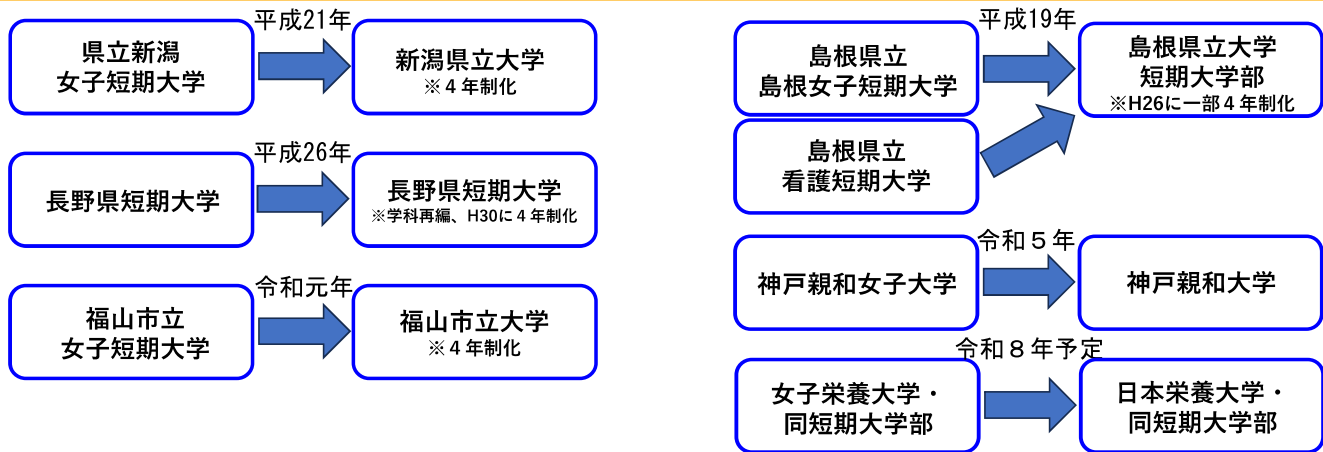 平成21年
県立新潟
女子短期大学
新潟県立大学
※４年制化
平成26年
長野県短期大学
長野県短期大学
※学科再編、H30に４年制化
令和元年
福山市立
女子短期大学
福山市立大学
※４年制化
平成19年
島根県立
島根女子短期大学
島根県立大学
短期大学部
※H26に一部４年制化
島根県立
看護短期大学
令和５年
神戸親和女子大学
神戸親和大学
令和８年予定
女子栄養大学・
同短期大学部
日本栄養大学・
同短期大学部